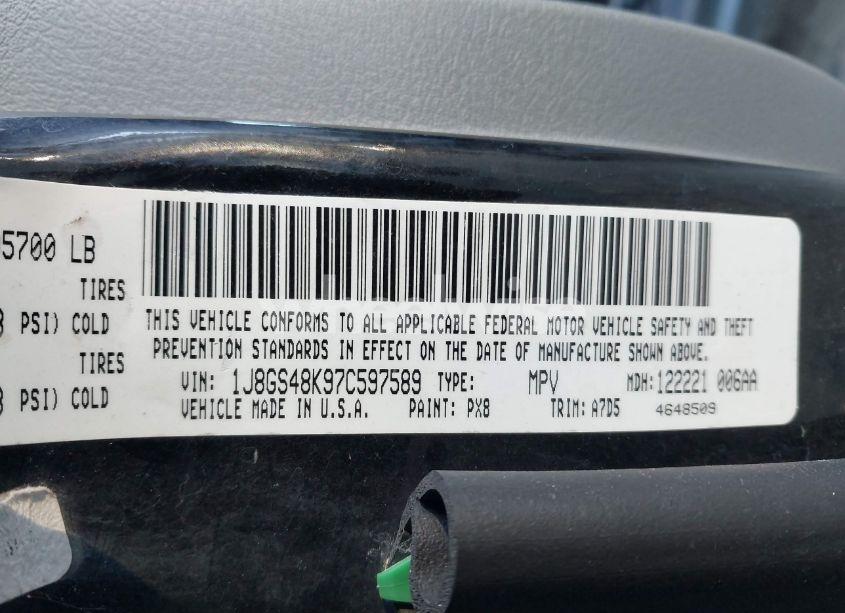 5700 LB
TIRES
PSI) COLD
TIRES
PSI) COLD
THIS VEHICLE CONFORMS TO ALL APPLICABLE FEDERAL MOTOR VEHICLE SAFETY AND THEFT
PREVENTION STANDARDS IN EFFECT ON THE DATE OF MANUFACTURE SHOWN ABOVE.
VIN: 1J8GS48K97C597589 TYPE: MPV MDH: 122221 006AA
VEHICLE MADE IN U.S.A. PAINT: PX8 TRIM: A7D5 4648509